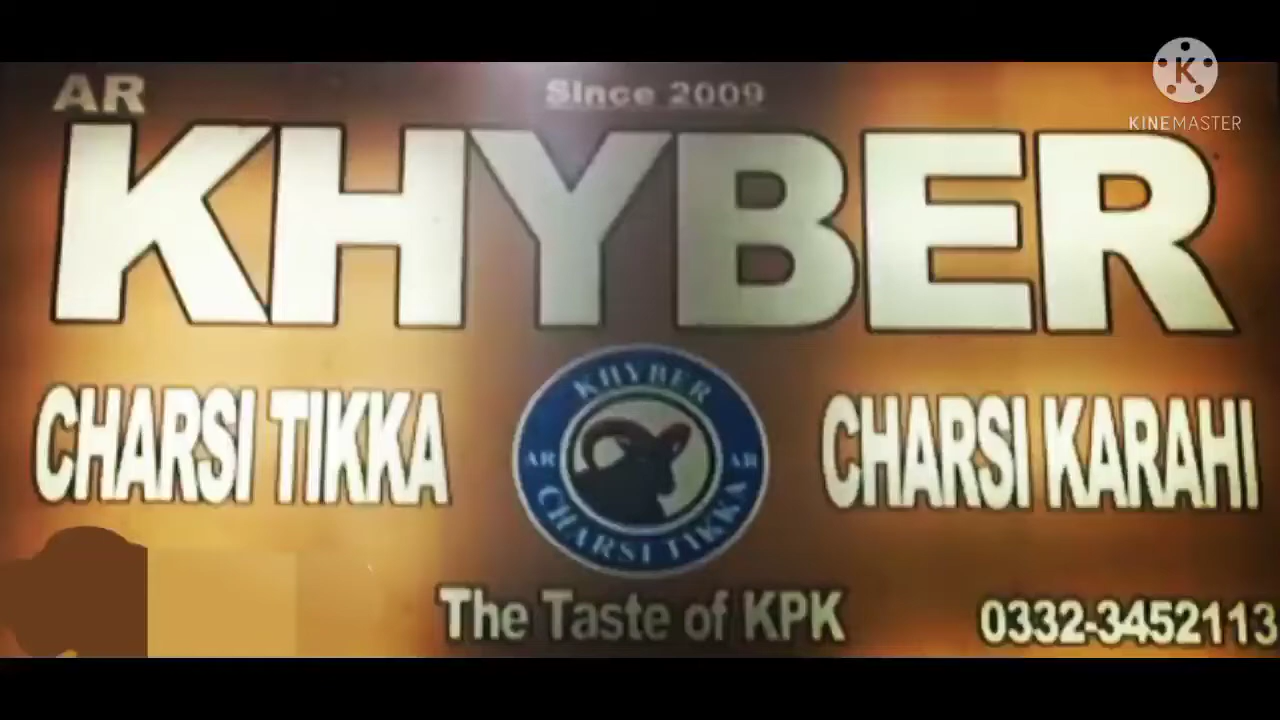 AR
Since 2009
KHYBER
CHARSI TIKKA
KHYBER
AR AR
CHARSI TIKKA
CHARSI KARAHI
The Taste of KPK
0332-3452113
K
KINEMASTER